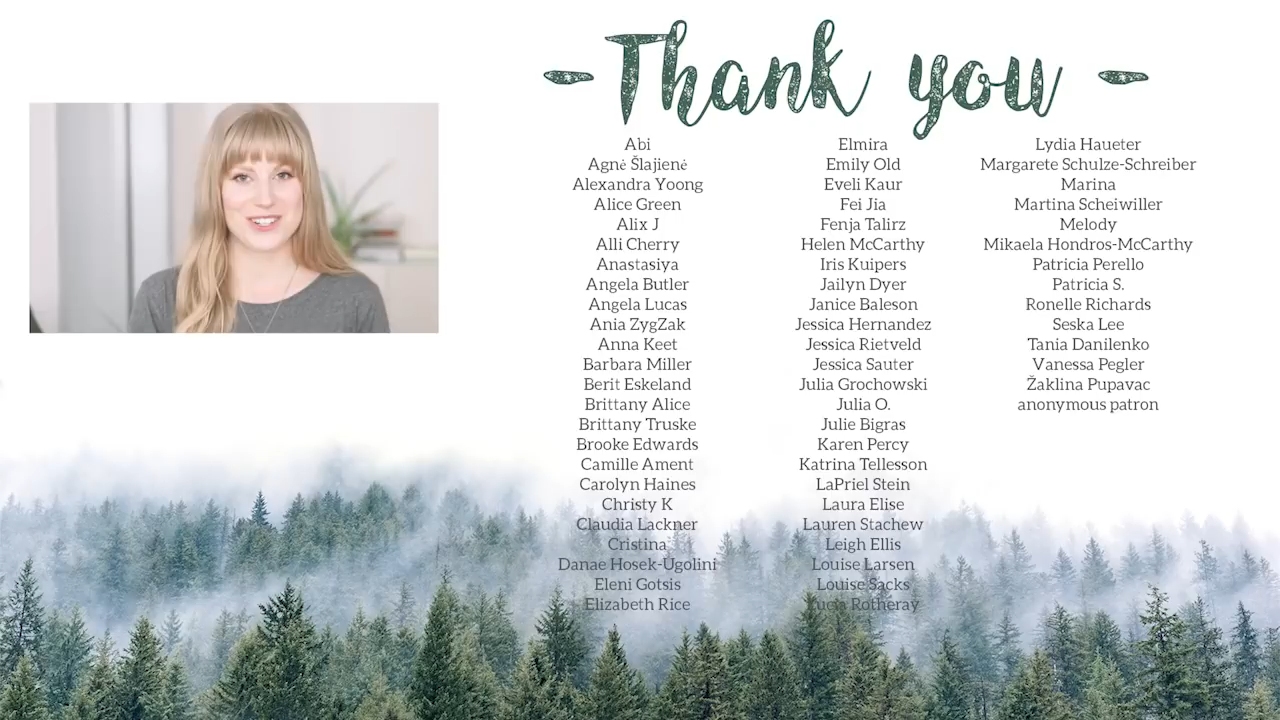 - Thank you -
Abi
Agnė Šlajienė
Alexandra Yoong
Alice Green
Alix J
Alli Cherry
Anastasiya
Angela Butler
Angela Lucas
Ania ZygZak
Anna Keet
Barbara Miller
Berit Eskeland
Brittany Alice
Brittany Truske
Brooke Edwards
Camille Ament
Carolyn Haines
Christy K
Claudia Lackner
Cristina
Danae Hosek-Ugolini
Eleni Gotsis
Elizabeth Rice
Elmira
Emily Old
Eveli Kaur
Fei Jia
Fenja Talirz
Helen McCarthy
Iris Kuipers
Jailyn Dyer
Janice Baleson
Jessica Hernandez
Jessica Rietveld
Jessica Sauter
Julia Grochowski
Julia O.
Julie Bigras
Karen Percy
Katrina Tellesson
LaPriel Stein
Laura Elise
Lauren Stachew
Leigh Ellis
Louise Larsen
Louise Sacks
Rotheray
Lydia Haueter
Margarete Schulze-Schreiber
Marina
Martina Scheiwiller
Melody
Mikaela Hondros-McCarthy
Patricia Perello
Patricia S.
Ronelle Richards
Seska Lee
Tania Danilenko
Vanessa Pegler
Žaklina Pupavac
anonymous patron